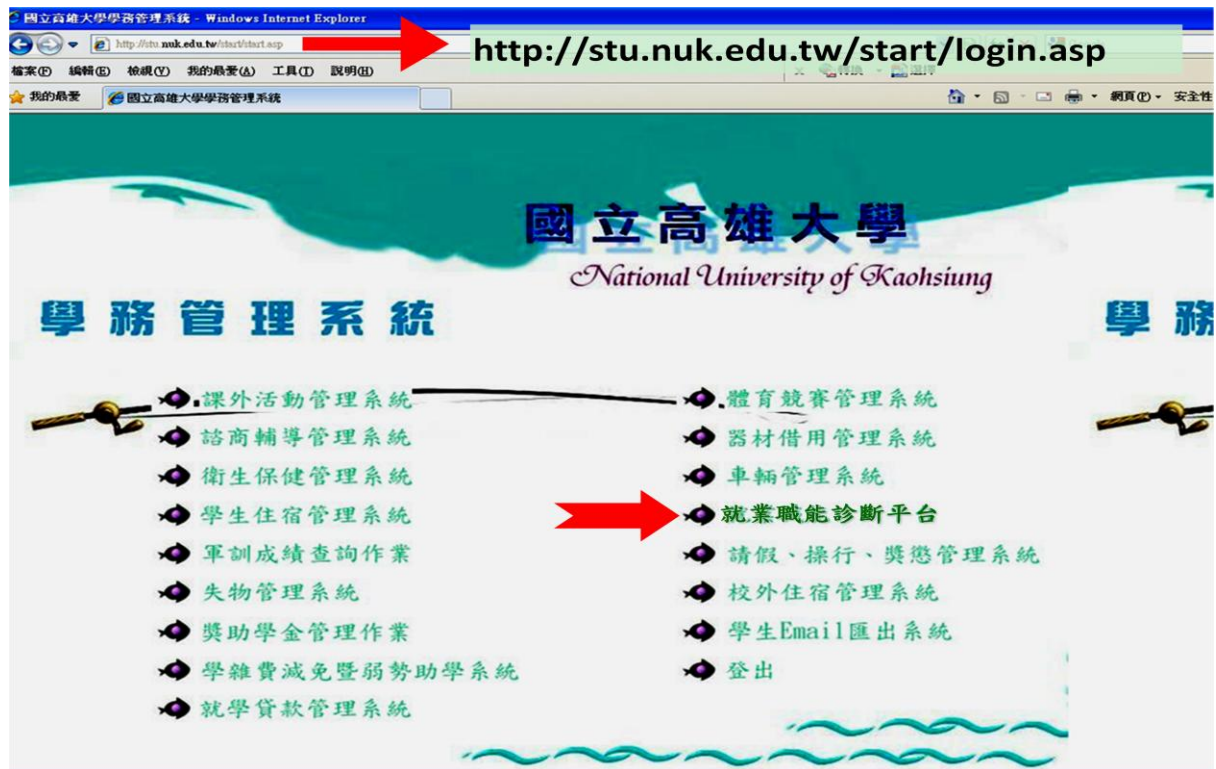 國立高雄大學學務管理系統 - Windows Internet Explorer
http://stu.nuk.edu.tw/start/start.asp
http://stu.nuk.edu.tw/start/login.asp
檔案(F) 編輯(E) 檢視(V) 我的最愛(A) 工具(T) 說明(H)
轉換 選擇
我的最愛 國立高雄大學學務管理系統 網頁(P) 安全性
國立高雄大學
National University of Kaohsiung
學務管理系統 學務
.課外活動管理系統 .體育競賽管理系統
諮商輔導管理系統 器材借用管理系統
衛生保健管理系統 車輛管理系統
學生住宿管理系統 就業職能診斷平台
軍訓成績查詢作業 請假、操行、獎懲管理系統
失物管理系統 校外住宿管理系統
獎助學金管理作業 學生Email匯出系統
學雜費減免暨弱勢助學系統 登出
就學貸款管理系統